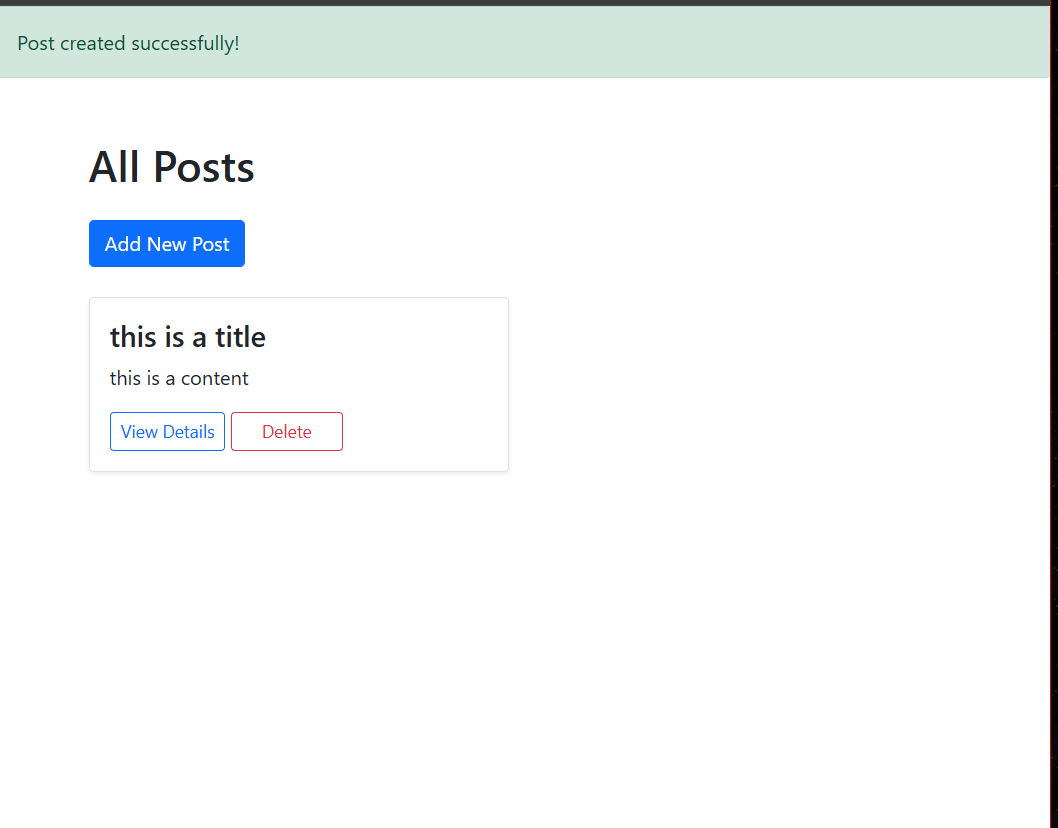 Post created successfully!
All Posts
Add New Post
this is a title
this is a content
View Details Delete